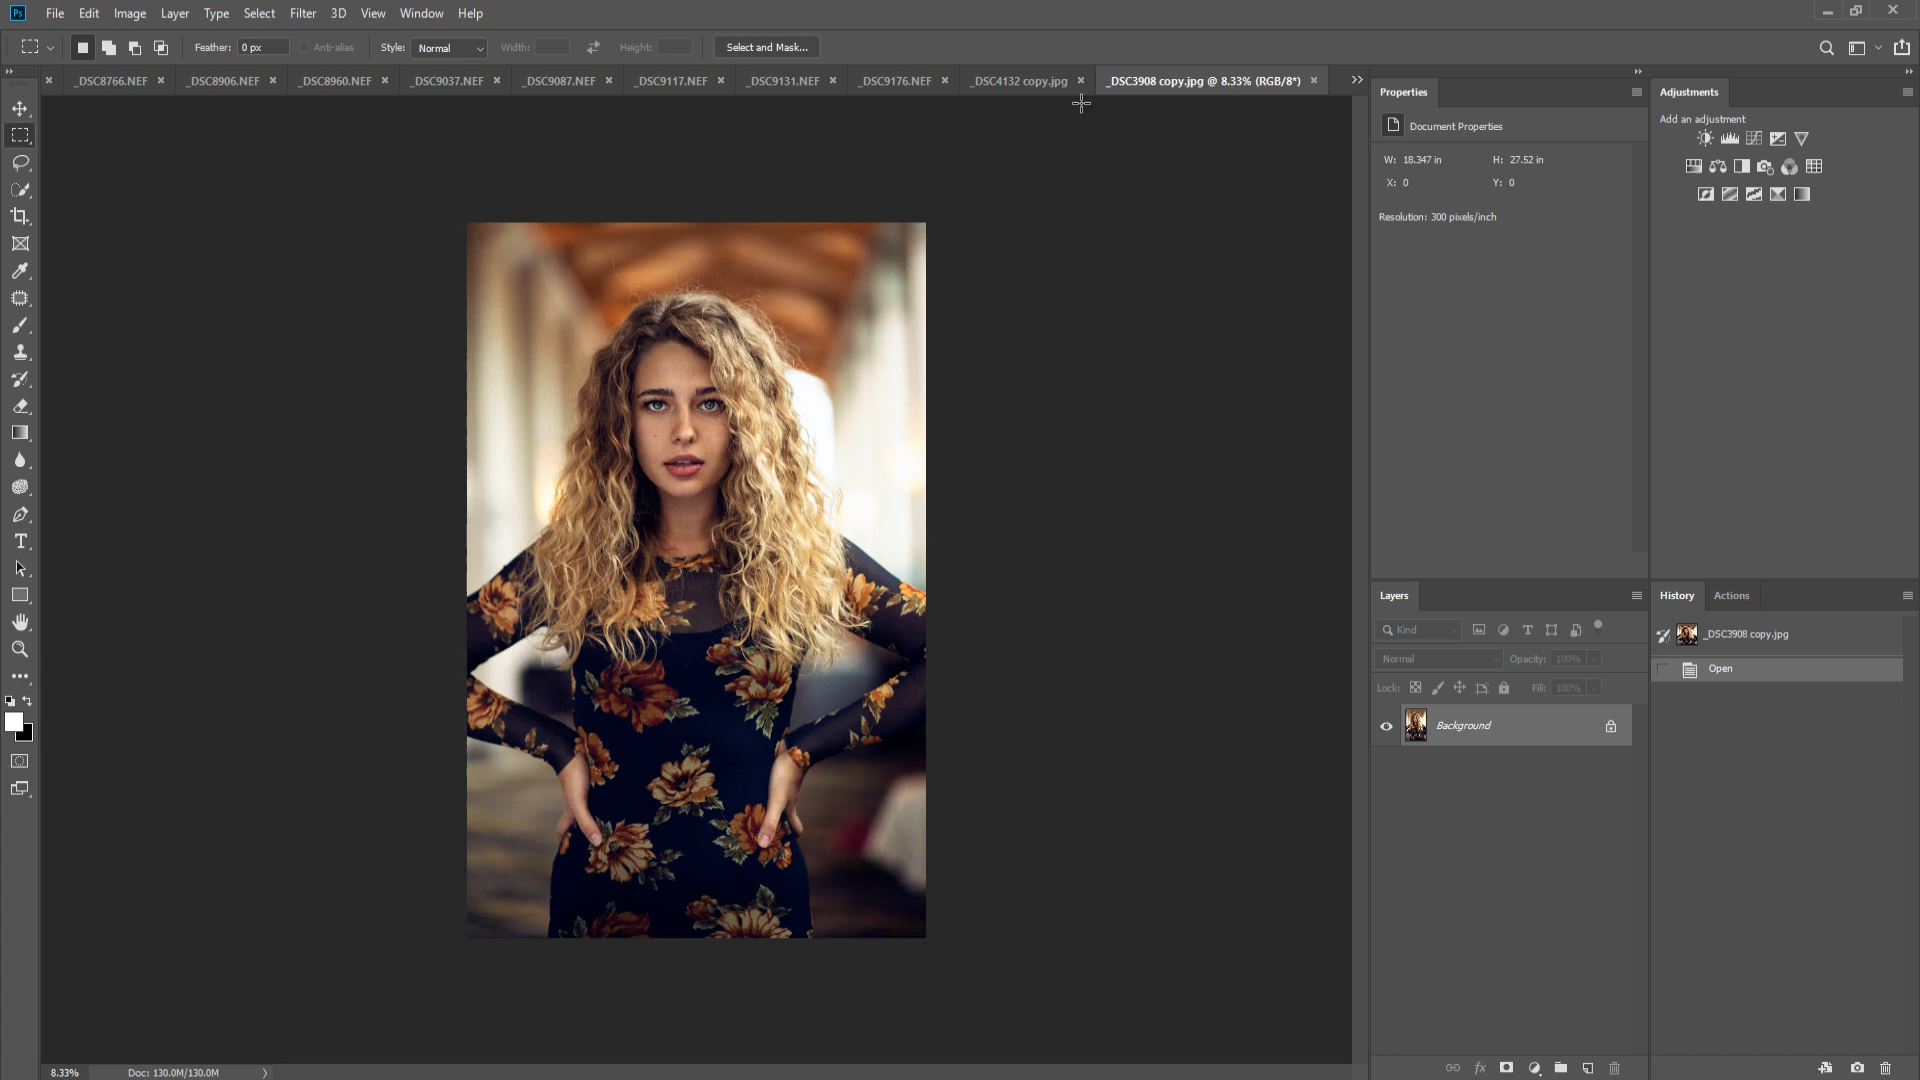 Ps File Edit Image Layer Type Select Filter 3D View Window Help
Feather: 0 px Anti-alias Style: Normal Width: Height: Select and Mask...
_DSC8766.NEF _DSC8906.NEF _DSC8960.NEF _DSC9037.NEF _DSC9087.NEF _DSC9117.NEF _DSC9131.NEF _DSC9176.NEF _DSC4132 copy.jpg _DSC3908 copy.jpg @ 8.33% (RGB/8*)
Properties
Document Properties
W: 18.347 in H: 27.52 in
X: 0 Y: 0
Resolution: 300 pixels/inch
Adjustments
Add an adjustment
Layers
Kind
Normal Opacity: 100%
Lock: Fill: 100%
Background
fx
History Actions
_DSC3908 copy.jpg
Open
8.33% Doc: 130.0M/130.0M